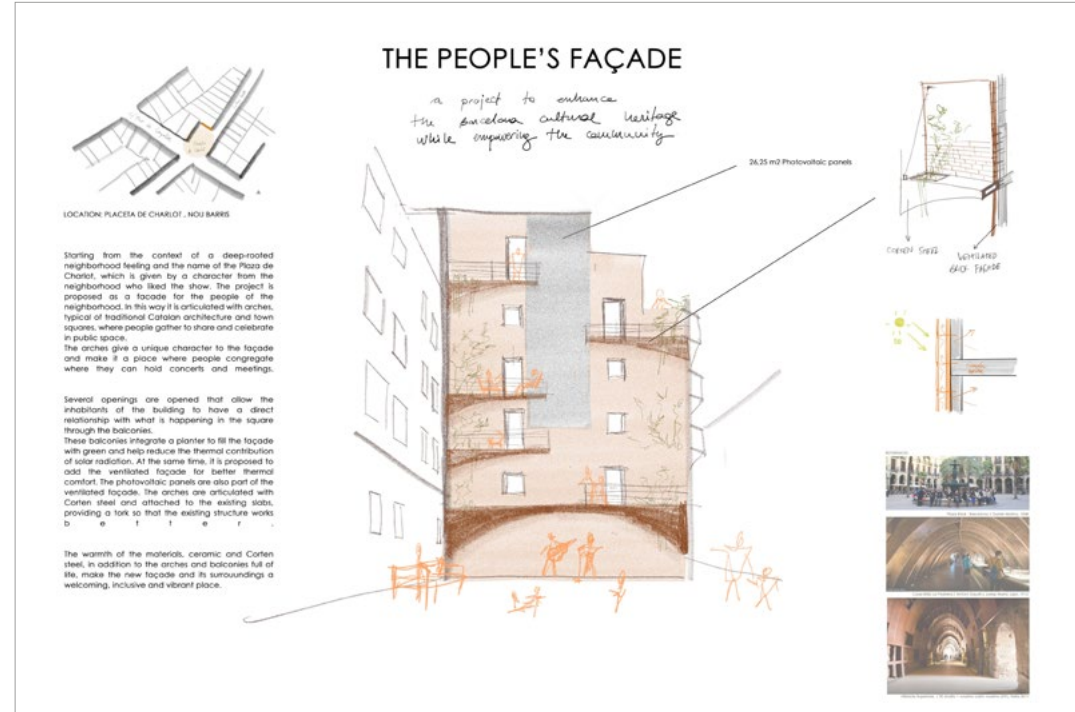 THE PEOPLE'S FAÇADE
a project to enhance
the Barcelona cultural heritage
while empowering the community
26,25 m2 Photovoltaic panels
LOCATION: PLACETA DE CHARLOT , NOU BARRIS
Starting from the context of a deep-rooted
neighborhood feeling and the name of the Plaza de
Charlot, which is given by a character from the
neighborhood who liked the show. The project is
proposed as a facade for the people of the
neighborhood. In this way it is articulated with arches,
typical of traditional Catalan architecture and town
squares, where people gather to share and celebrate
in public space.
The arches give a unique character to the façade
and make it a place where people congregate
where they can hold concerts and meetings.
Several openings are opened that allow the
inhabitants of the building to have a direct
relationship with what is happening in the square
through the balconies.
These balconies integrate a planter to fill the façade
with green and help reduce the thermal contribution
of solar radiation. At the same time, it is proposed to
add the ventilated façade for better thermal
comfort. The photovoltaic panels are also part of the
ventilated façade. The arches are articulated with
Corten steel and attached to the existing slabs,
providing a tork so that the existing structure works
b e t t e r .
The warmth of the materials, ceramic and Corten
steel, in addition to the arches and balconies full of
life, make the new façade and its surrouundings a
welcoming, inclusive and vibrant place.
CORTEN STEEL
VENTILATED
BRICK FAÇADE